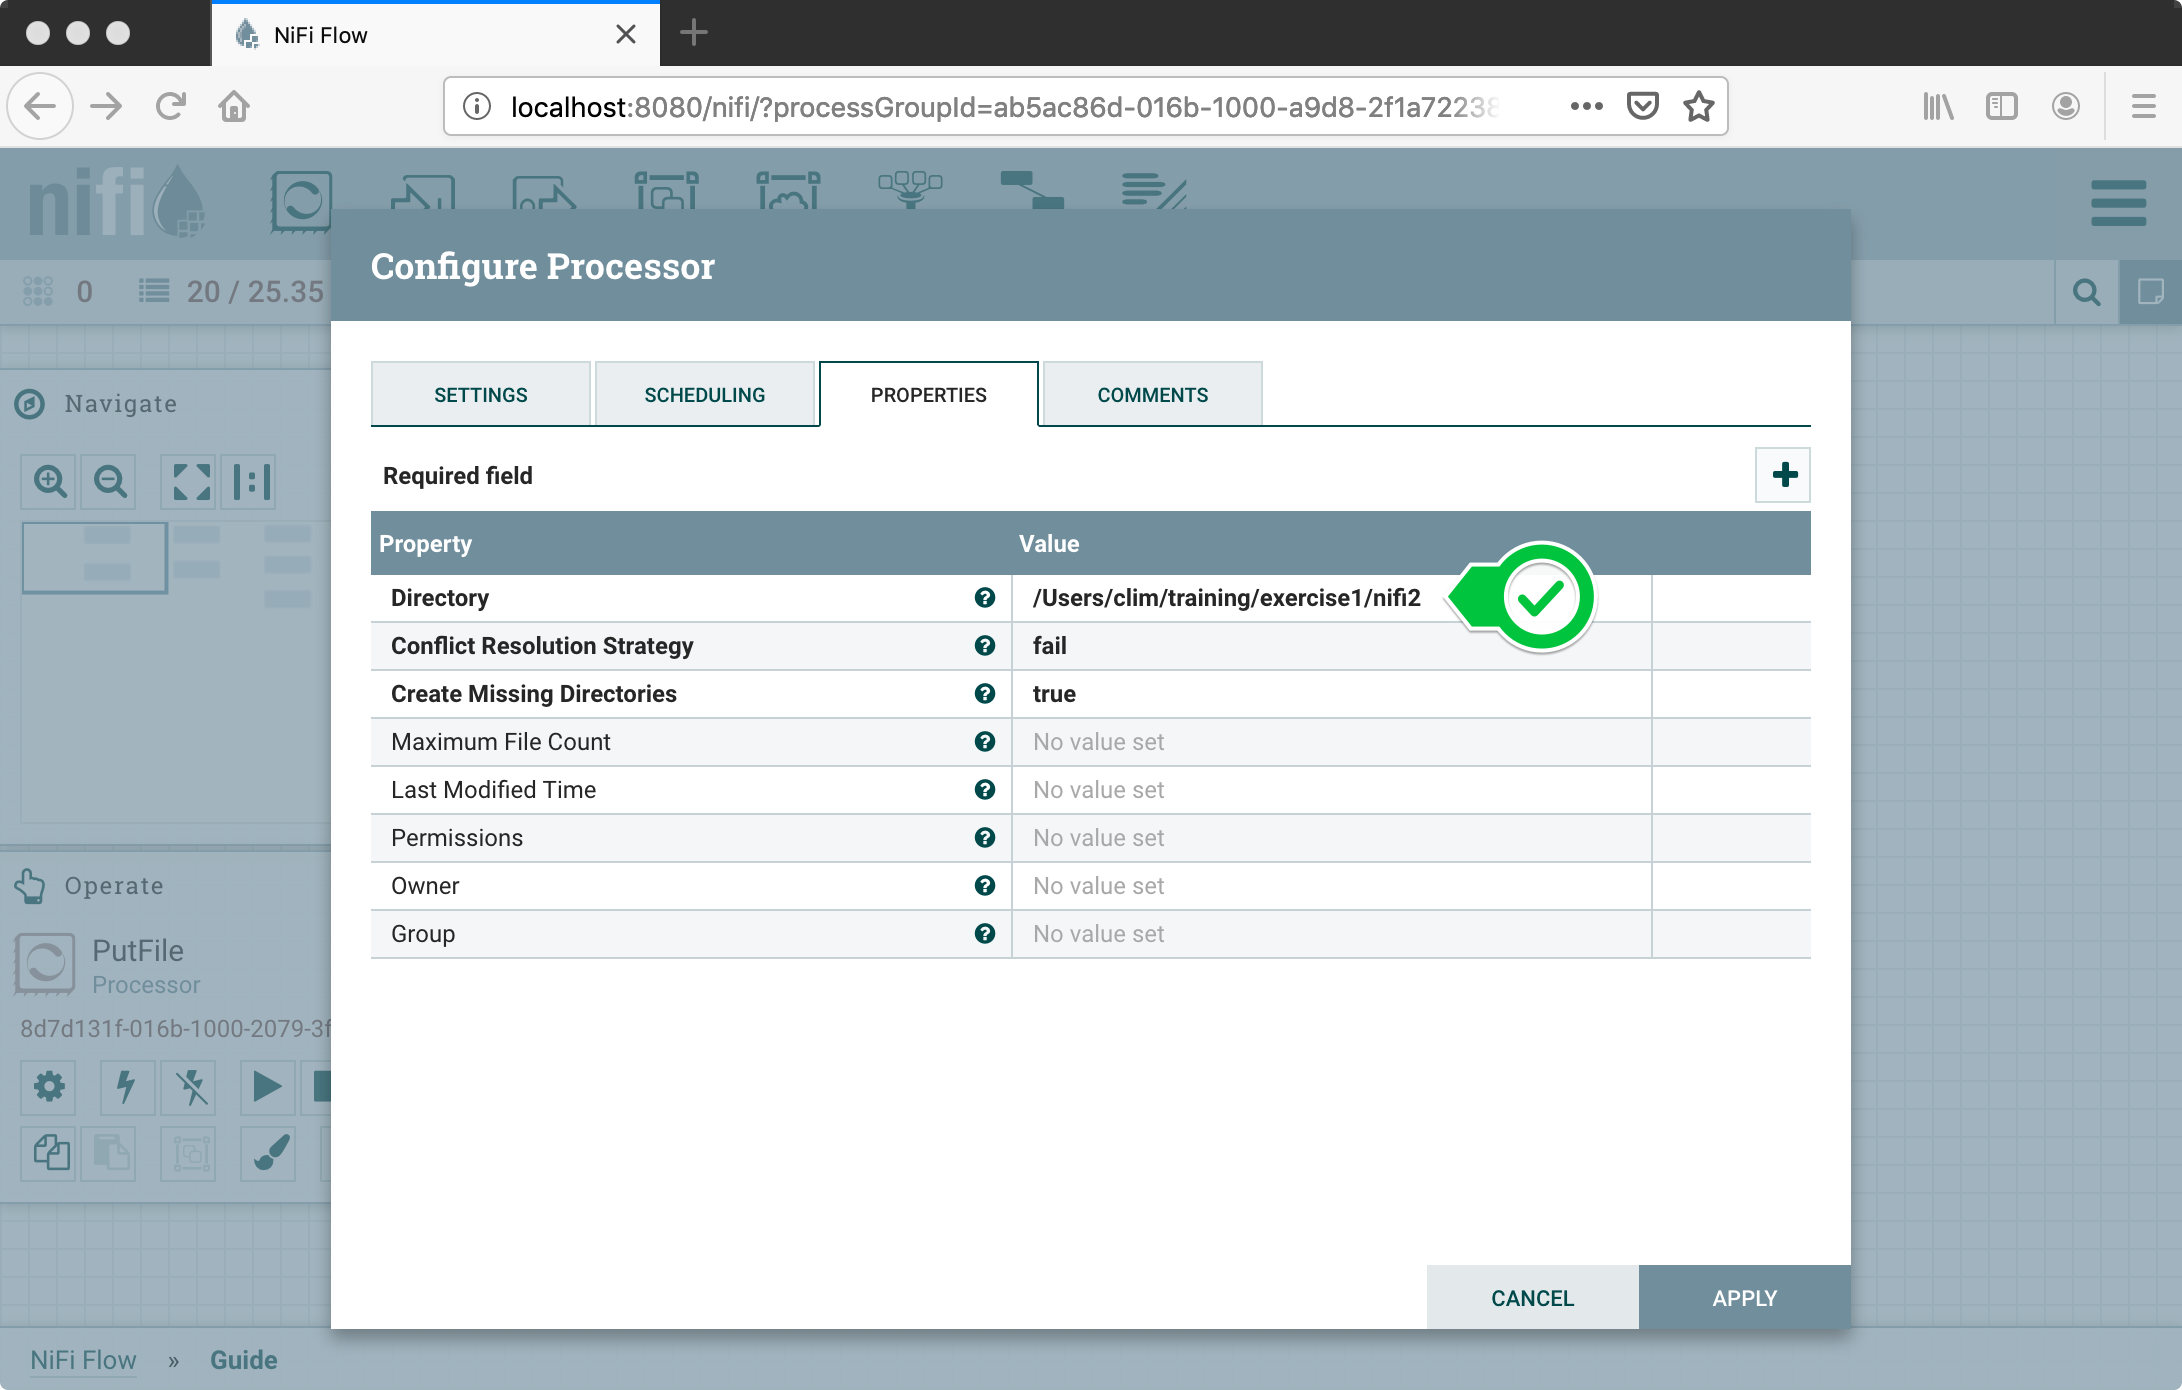 NiFi Flow
localhost:8080/nifi/?processGroupId=ab5ac86d-016b-1000-a9d8-2f1a72238
nifi
0 20 / 25.35
Configure Processor
SETTINGS SCHEDULING PROPERTIES COMMENTS
Required field
Property Value
Directory /Users/clim/training/exercise1/nifi2
Conflict Resolution Strategy fail
Create Missing Directories true
Maximum File Count No value set
Last Modified Time No value set
Permissions No value set
Owner No value set
Group No value set
CANCEL APPLY
Navigate
Operate
PutFile
Processor
8d7d131f-016b-1000-2079-3f
NiFi Flow » Guide